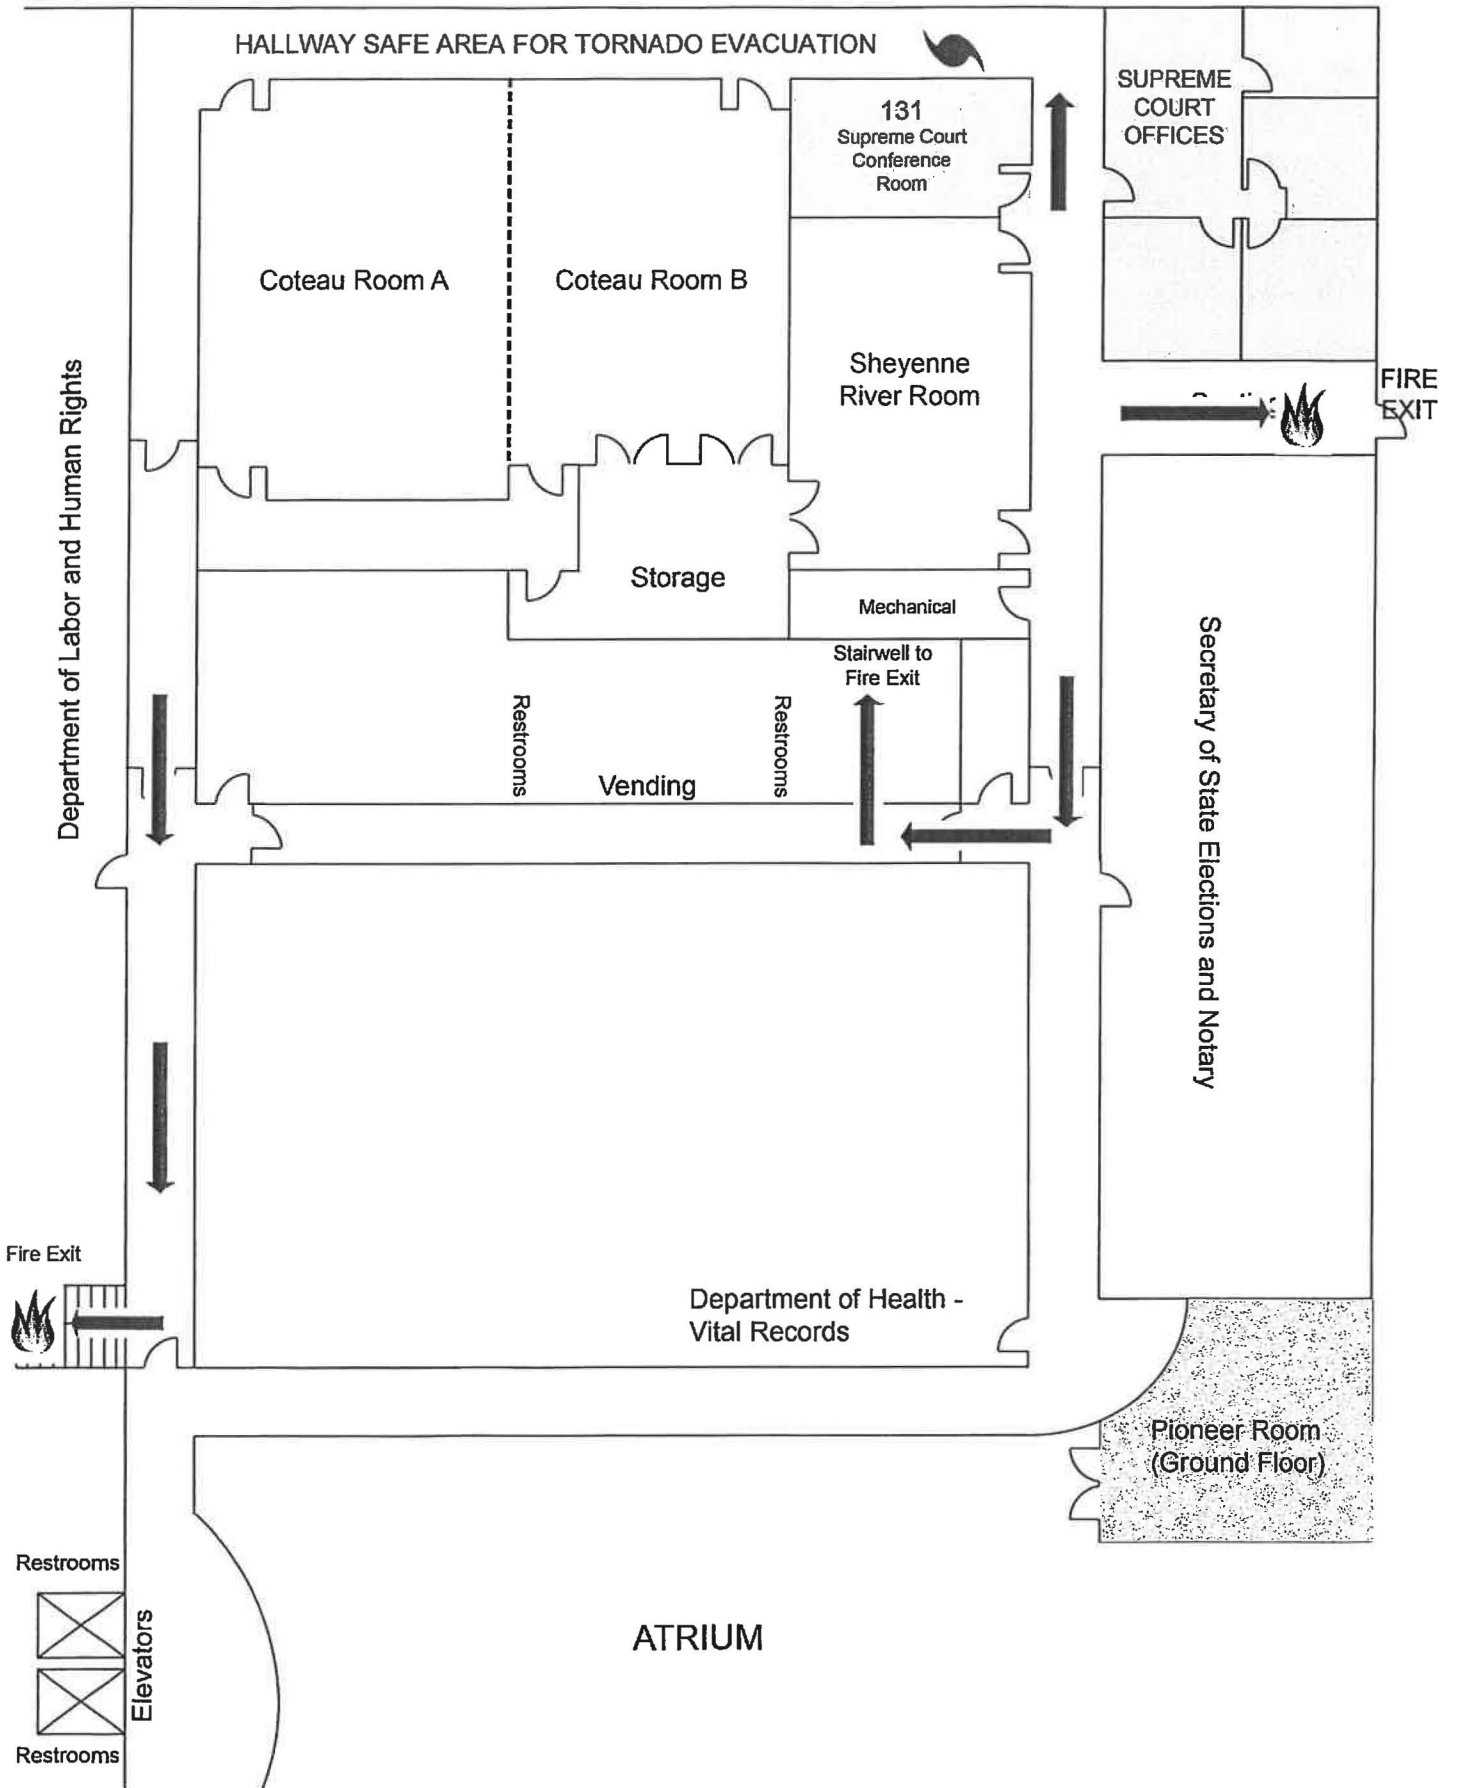 HALLWAY SAFE AREA FOR TORNADO EVACUATION
SUPREME
COURT
OFFICES
131
Supreme Court
Conference
Room
Coteau Room A
Coteau Room B
Sheyenne
River Room
FIRE
EXIT
Department of Labor and Human Rights
Storage
Mechanical
Stairwell to
Fire Exit
Restrooms
Restrooms
Vending
Secretary of State Elections and Notary
Fire Exit
Department of Health -
Vital Records
Pioneer Room
(Ground Floor)
Restrooms
Elevators
ATRIUM
Restrooms